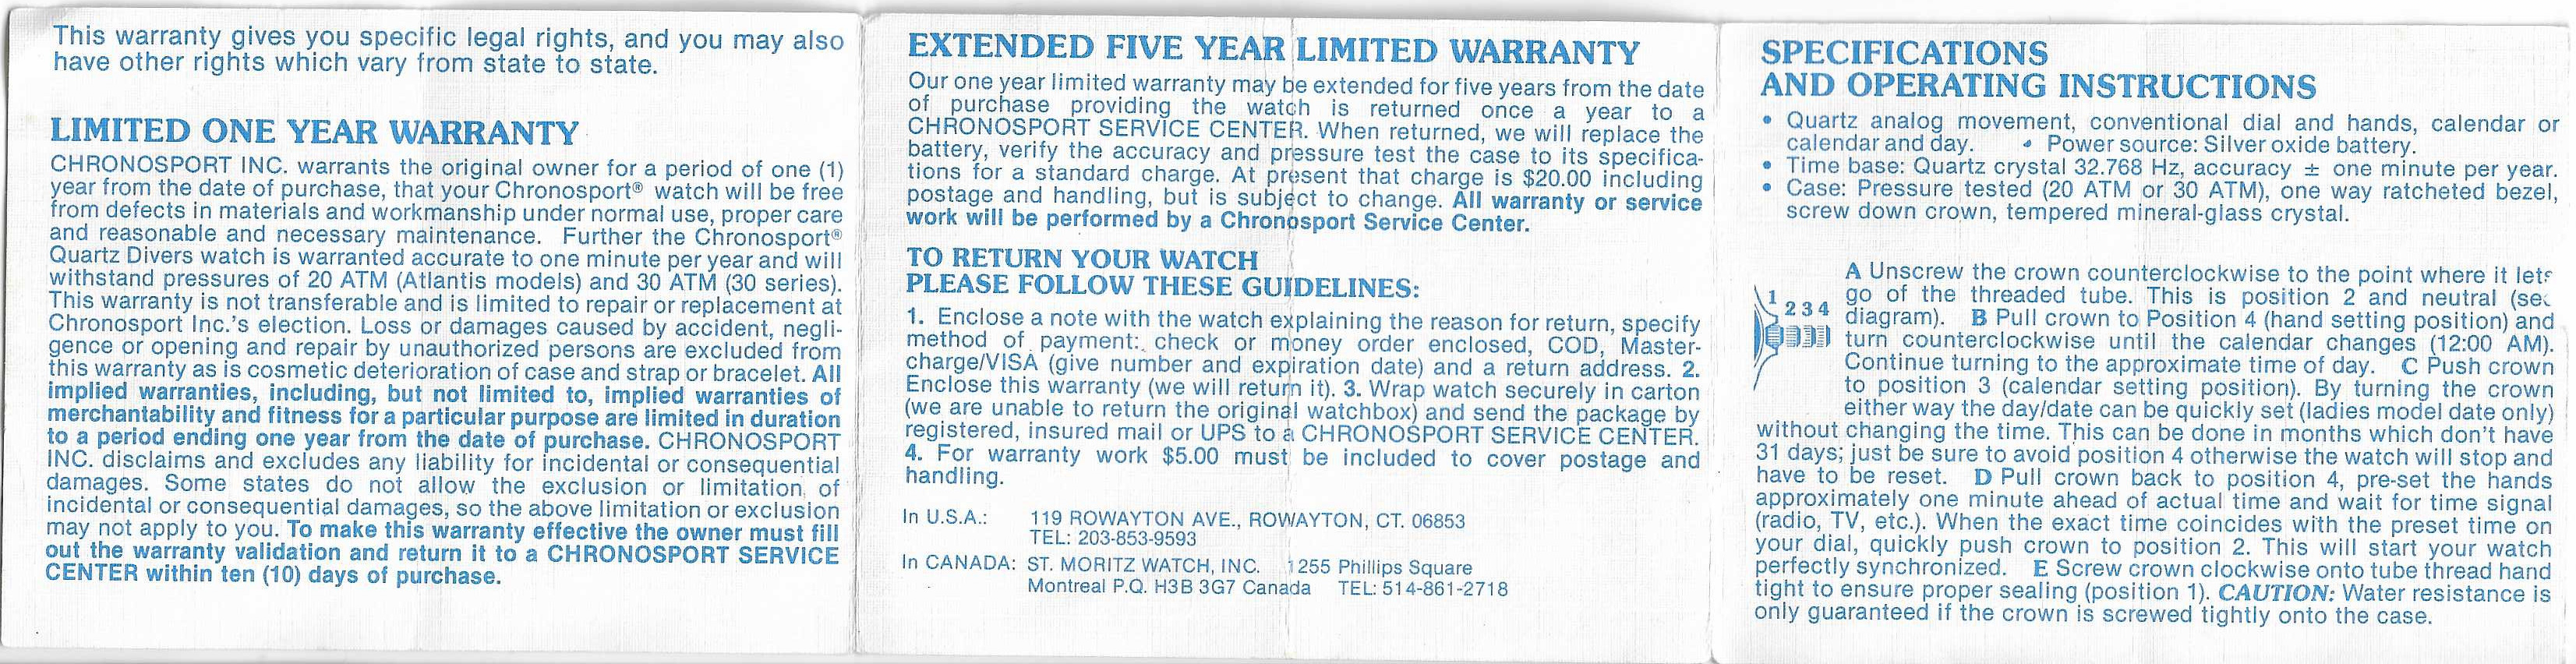 This warranty gives you specific legal rights, and you may also
have other rights which vary from state to state.
LIMITED ONE YEAR WARRANTY
CHRONOSPORT INC. warrants the original owner for a period of one (1)
year from the date of purchase, that your Chronosport® watch will be free
from defects in materials and workmanship under normal use, proper care
and reasonable and necessary maintenance. Further the Chronosport®
Quartz Divers watch is warranted accurate to one minute per year and will
withstand pressures of 20 ATM (Atlantis models) and 30 ATM (30 series).
This warranty is not transferable and is limited to repair or replacement at
Chronosport Inc.'s election. Loss or damages caused by accident, negli-
gence or opening and repair by unauthorized persons are excluded from
this warranty as is cosmetic deterioration of case and strap or bracelet. All
implied warranties, including, but not limited to, implied warranties of
merchantability and fitness for a particular purpose are limited in duration
to a period ending one year from the date of purchase. CHRONOSPORT
INC. disclaims and excludes any liability for incidental or consequential
damages. Some states do not allow the exclusion or limitation of
incidental or consequential damages, so the above limitation or exclusion
may not apply to you. To make this warranty effective the owner must fill
out the warranty validation and return it to a CHRONOSPORT SERVICE
CENTER within ten (10) days of purchase.
EXTENDED FIVE YEAR LIMITED WARRANTY
Our one year limited warranty may be extended for five years from the date
of purchase providing the watch is returned once a year to a
CHRONOSPORT SERVICE CENTER. When returned, we will replace the
battery, verify the accuracy and pressure test the case to its specifica-
tions for a standard charge. At present that charge is $20.00 including
postage and handling, but is subject to change. All warranty or service
work will be performed by a Chronosport Service Center.
TO RETURN YOUR WATCH
PLEASE FOLLOW THESE GUIDELINES:
1. Enclose a note with the watch explaining the reason for return, specify
method of payment: check or money order enclosed, COD, Master-
charge/VISA (give number and expiration date) and a return address. 2.
Enclose this warranty (we will return it). 3. Wrap watch securely in carton
(we are unable to return the original watchbox) and send the package by
registered, insured mail or UPS to a CHRONOSPORT SERVICE CENTER.
4. For warranty work $5.00 must be included to cover postage and
handling.
In U.S.A.: 119 ROWAYTON AVE., ROWAYTON, CT. 06853
TEL: 203-853-9593
In CANADA: ST. MORITZ WATCH, INC. 1255 Phillips Square
Montreal P.Q. H3B 3G7 Canada TEL: 514-861-2718
SPECIFICATIONS
AND OPERATING INSTRUCTIONS
• Quartz analog movement, conventional dial and hands, calendar or
calendar and day. • Power source: Silver oxide battery.
• Time base: Quartz crystal 32.768 Hz, accuracy ± one minute per year.
• Case: Pressure tested (20 ATM or 30 ATM), one way ratcheted bezel,
screw down crown, tempered mineral-glass crystal.
1 2 3 4
A Unscrew the crown counterclockwise to the point where it lets
go of the threaded tube. This is position 2 and neutral (see
diagram). B Pull crown to Position 4 (hand setting position) and
turn counterclockwise until the calendar changes (12:00 AM).
Continue turning to the approximate time of day. C Push crown
to position 3 (calendar setting position). By turning the crown
either way the day/date can be quickly set (ladies model date only)
without changing the time. This can be done in months which don't have
31 days; just be sure to avoid position 4 otherwise the watch will stop and
have to be reset. D Pull crown back to position 4, pre-set the hands
approximately one minute ahead of actual time and wait for time signal
(radio, TV, etc.). When the exact time coincides with the preset time on
your dial, quickly push crown to position 2. This will start your watch
perfectly synchronized. E Screw crown clockwise onto tube thread hand
tight to ensure proper sealing (position 1). CAUTION: Water resistance is
only guaranteed if the crown is screwed tightly onto the case.